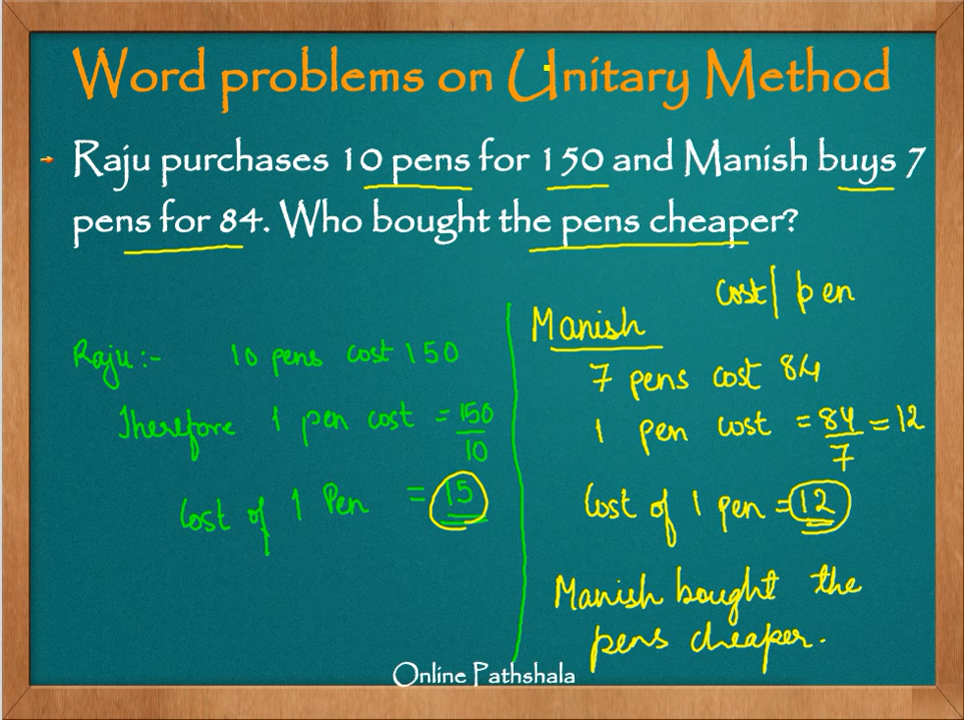 Word problems on Unitary Method
Raju purchases 10 pens for 150 and Manish buys 7
pens for 84. Who bought the pens cheaper?
cost | pen
Raju:- 10 pens cost 150
Therefore 1 pen cost = 150/10
Cost of 1 Pen = 15
Manish
7 pens cost 84
1 pen cost = 84/7 = 12
Cost of 1 pen = 12
Manish bought the
pens cheaper.
Online Pathshala